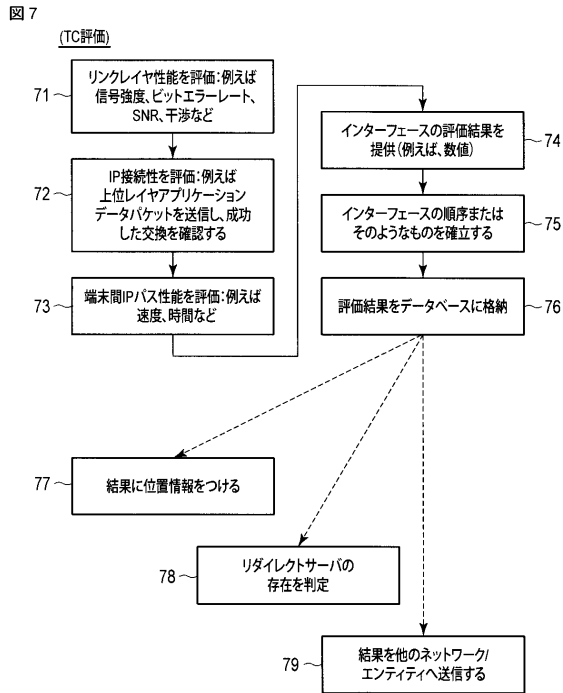 図7
(TC評価)
71
リンクレイヤ性能を評価:例えば
信号強度、ビットエラーレート、
SNR、干渉など
72
IP接続性を評価:例えば
上位レイヤアプリケーション
データパケットを送信し、成功
した交換を確認する
73
端末間IPパス性能を評価:例えば
速度、時間など
74
インターフェースの評価結果を
提供(例えば、数値)
75
インターフェースの順序または
そのようなものを確立する
76
評価結果をデータベースに格納
77
結果に位置情報をつける
78
リダイレクトサーバの
存在を判定
79
結果を他のネットワーク/
エンティティへ送信する